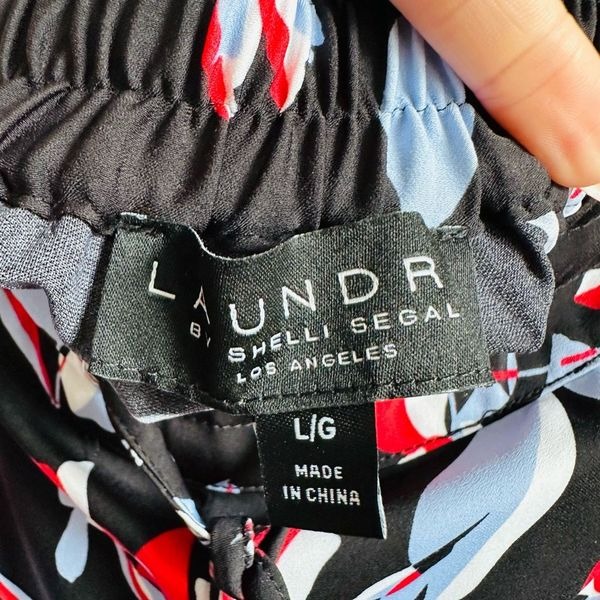 LAUNDR
BY SHELLI SEGAL
LOS ANGELES
L/G
MADE
IN CHINA